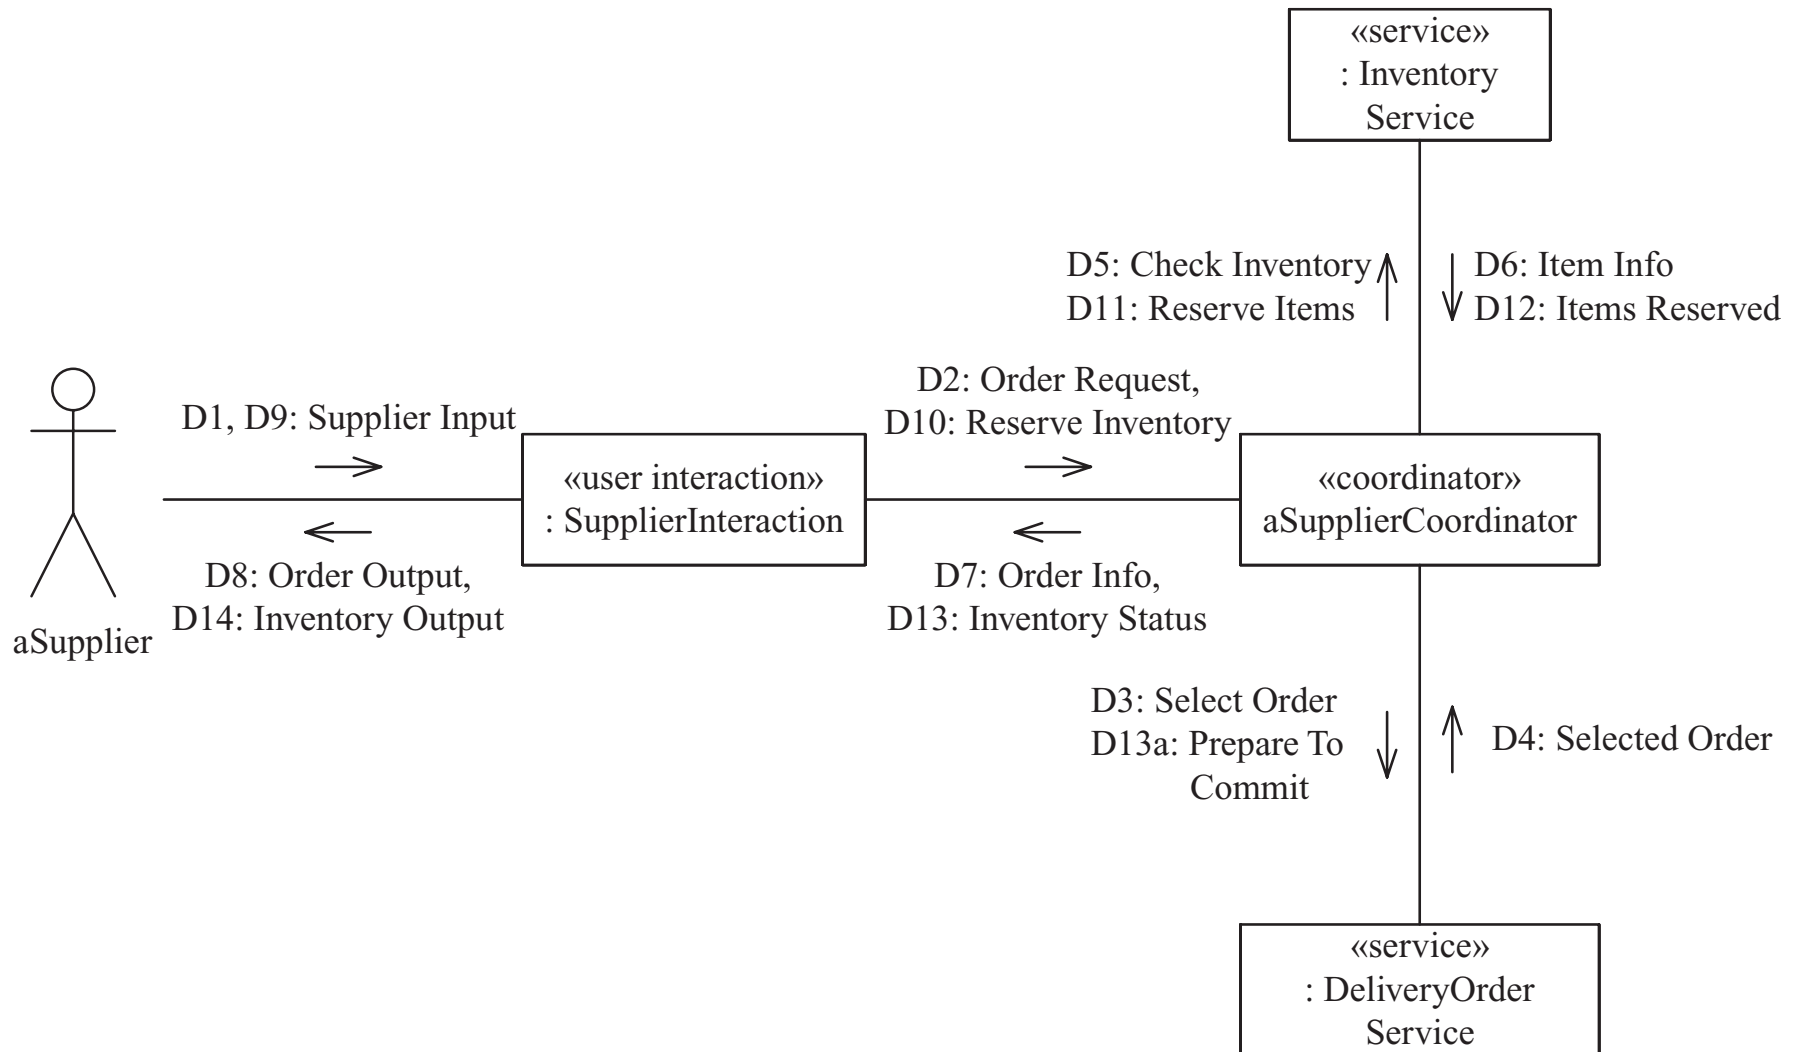 «service»
: Inventory
Service
D5: Check Inventory
D11: Reserve Items
D6: Item Info
D12: Items Reserved
D2: Order Request,
D10: Reserve Inventory
D1, D9: Supplier Input
«user interaction»
: SupplierInteraction
«coordinator»
aSupplierCoordinator
D8: Order Output,
D14: Inventory Output
D7: Order Info,
D13: Inventory Status
aSupplier
D3: Select Order
D13a: Prepare To
Commit
D4: Selected Order
«service»
: DeliveryOrder
Service